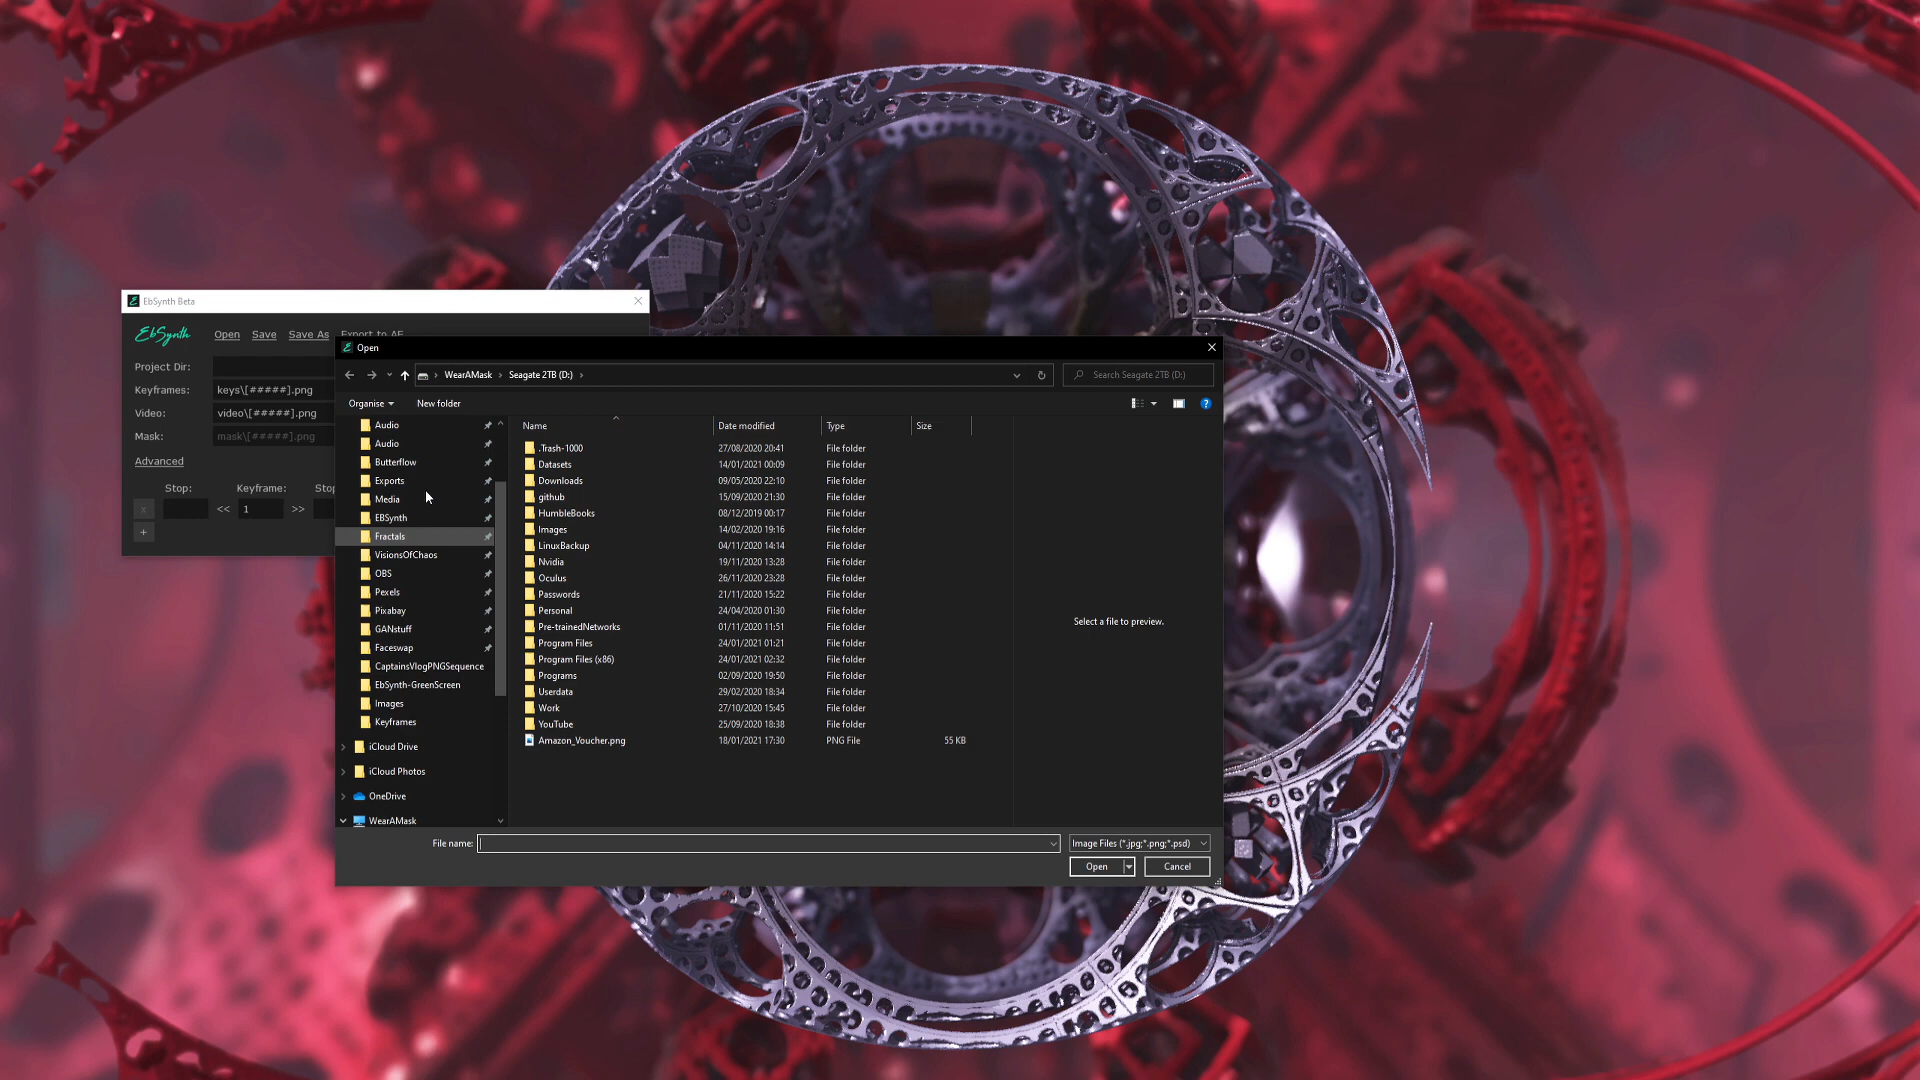 EbSynth Beta
EbSynth Open Save Save As Export to AE
Project Dir:
Keyframes: keys\[#####].png
Video: video\[#####].png
Mask: mask\[#####].png
Advanced
Stop: Keyframe:
x << 1 >>
+
Open
WearAMask › Seagate 2TB (D:) ›
Search Seagate 2TB (D:)
Organise New folder
?
Audio
Audio
Butterflow
Exports
Media
EBSynth
Fractals
VisionsOfChaos
OBS
Pexels
Pixabay
GANstuff
Faceswap
CaptainsVlogPNGSequence
EbSynth-GreenScreen
Images
Keyframes
iCloud Drive
iCloud Photos
OneDrive
WearAMask
Name Date modified Type Size
.Trash-1000 27/08/2020 20:41 File folder
Datasets 14/01/2021 00:09 File folder
Downloads 09/05/2020 22:10 File folder
github 15/09/2020 21:30 File folder
HumbleBooks 08/12/2019 00:17 File folder
Images 14/02/2020 19:16 File folder
LinuxBackup 04/11/2020 14:14 File folder
Nvidia 19/11/2020 13:28 File folder
Oculus 26/11/2020 23:28 File folder
Passwords 21/11/2020 15:22 File folder
Personal 24/04/2020 01:30 File folder
Pre-trainedNetworks 01/11/2020 11:51 File folder
Program Files 24/01/2021 01:21 File folder
Program Files (x86) 24/01/2021 02:32 File folder
Programs 02/09/2020 19:50 File folder
Userdata 29/02/2020 18:34 File folder
Work 27/10/2020 15:45 File folder
YouTube 25/09/2020 18:38 File folder
Amazon_Voucher.png 18/01/2021 17:30 PNG File 55 KB
Select a file to preview.
File name:
Image Files (*.jpg;*.png;*.psd)
Open Cancel